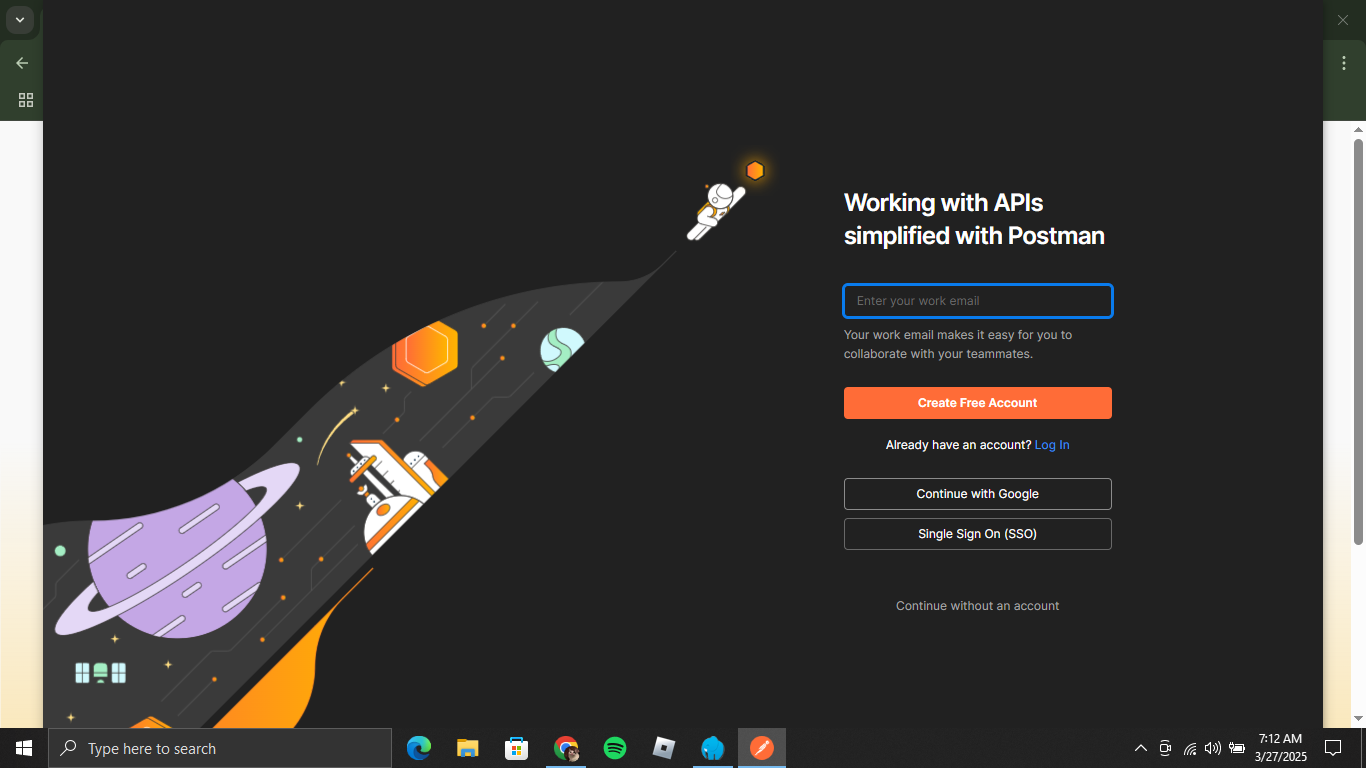 Working with APIs
simplified with Postman
Enter your work email
Your work email makes it easy for you to
collaborate with your teammates.
Create Free Account
Already have an account? Log In
Continue with Google
Single Sign On (SSO)
Continue without an account
Type here to search
7:12 AM
3/27/2025